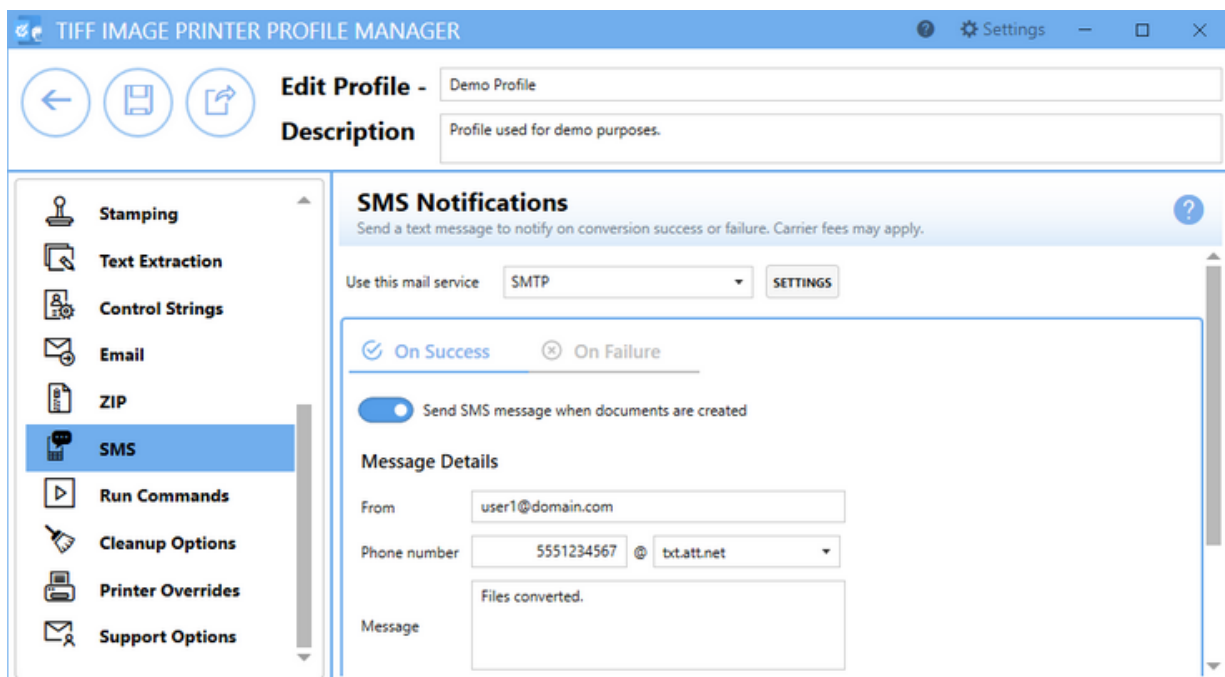 TIFF IMAGE PRINTER PROFILE MANAGER
? Settings
Edit Profile - Demo Profile
Description Profile used for demo purposes.
Stamping
Text Extraction
Control Strings
Email
ZIP
SMS
Run Commands
Cleanup Options
Printer Overrides
Support Options
SMS Notifications
Send a text message to notify on conversion success or failure. Carrier fees may apply.
?
Use this mail service SMTP SETTINGS
On Success On Failure
Send SMS message when documents are created
Message Details
From user1@domain.com
Phone number 5551234567 @ txt.att.net
Message Files converted.